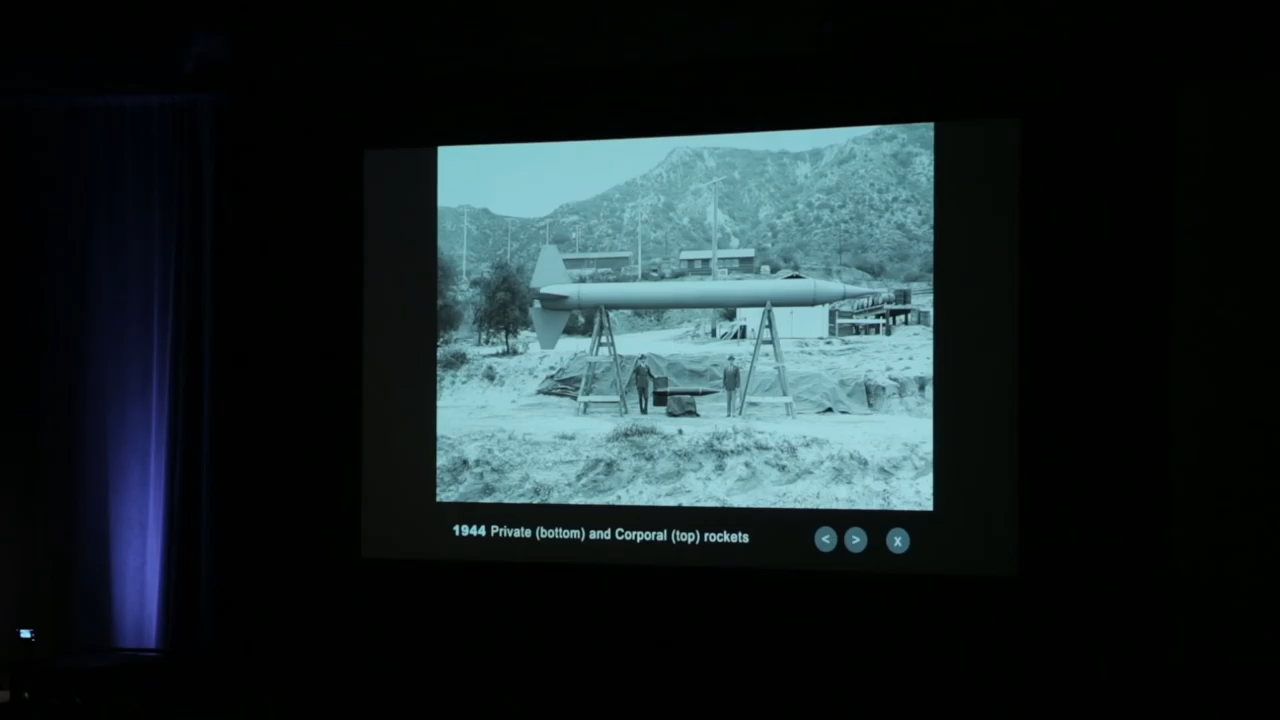 1944 Private (bottom) and Corporal (top) rockets
< > x